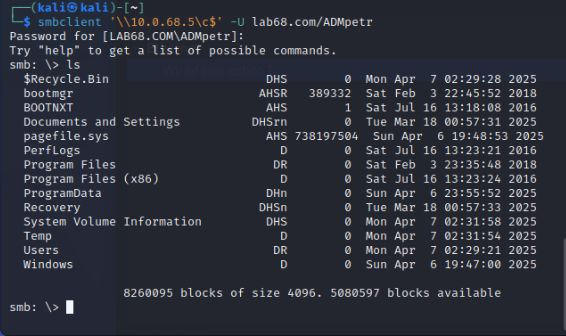 ┌──(kali㉿kali)-[~]
└─$ smbclient '\\10.0.68.5\c$' -U lab68.com/ADMpetr
Password for [LAB68.COM\ADMpetr]:
Try "help" to get a list of possible commands.
smb: \> ls
  $Recycle.Bin                      DHS        0  Mon Apr  7 02:29:28 2025
  bootmgr                          AHSR   389332  Sat Feb  3 22:45:52 2018
  BOOTNXT                           AHS        1  Sat Jul 16 13:18:08 2016
  Documents and Settings          DHSrn        0  Tue Mar 18 00:57:31 2025
  pagefile.sys                      AHS 738197504  Sun Apr  6 19:48:53 2025
  PerfLogs                            D        0  Sat Jul 16 13:23:21 2016
  Program Files                      DR        0  Sat Feb  3 23:35:48 2018
  Program Files (x86)                 D        0  Sat Jul 16 13:23:24 2016
  ProgramData                       DHn        0  Sun Apr  6 23:55:52 2025
  Recovery                         DHSn        0  Tue Mar 18 00:57:33 2025
  System Volume Information         DHS        0  Mon Apr  7 02:31:58 2025
  Temp                                D        0  Mon Apr  7 02:31:54 2025
  Users                              DR        0  Mon Apr  7 02:29:21 2025
  Windows                             D        0  Sun Apr  6 19:47:00 2025
8260095 blocks of size 4096. 5080597 blocks available
smb: \>